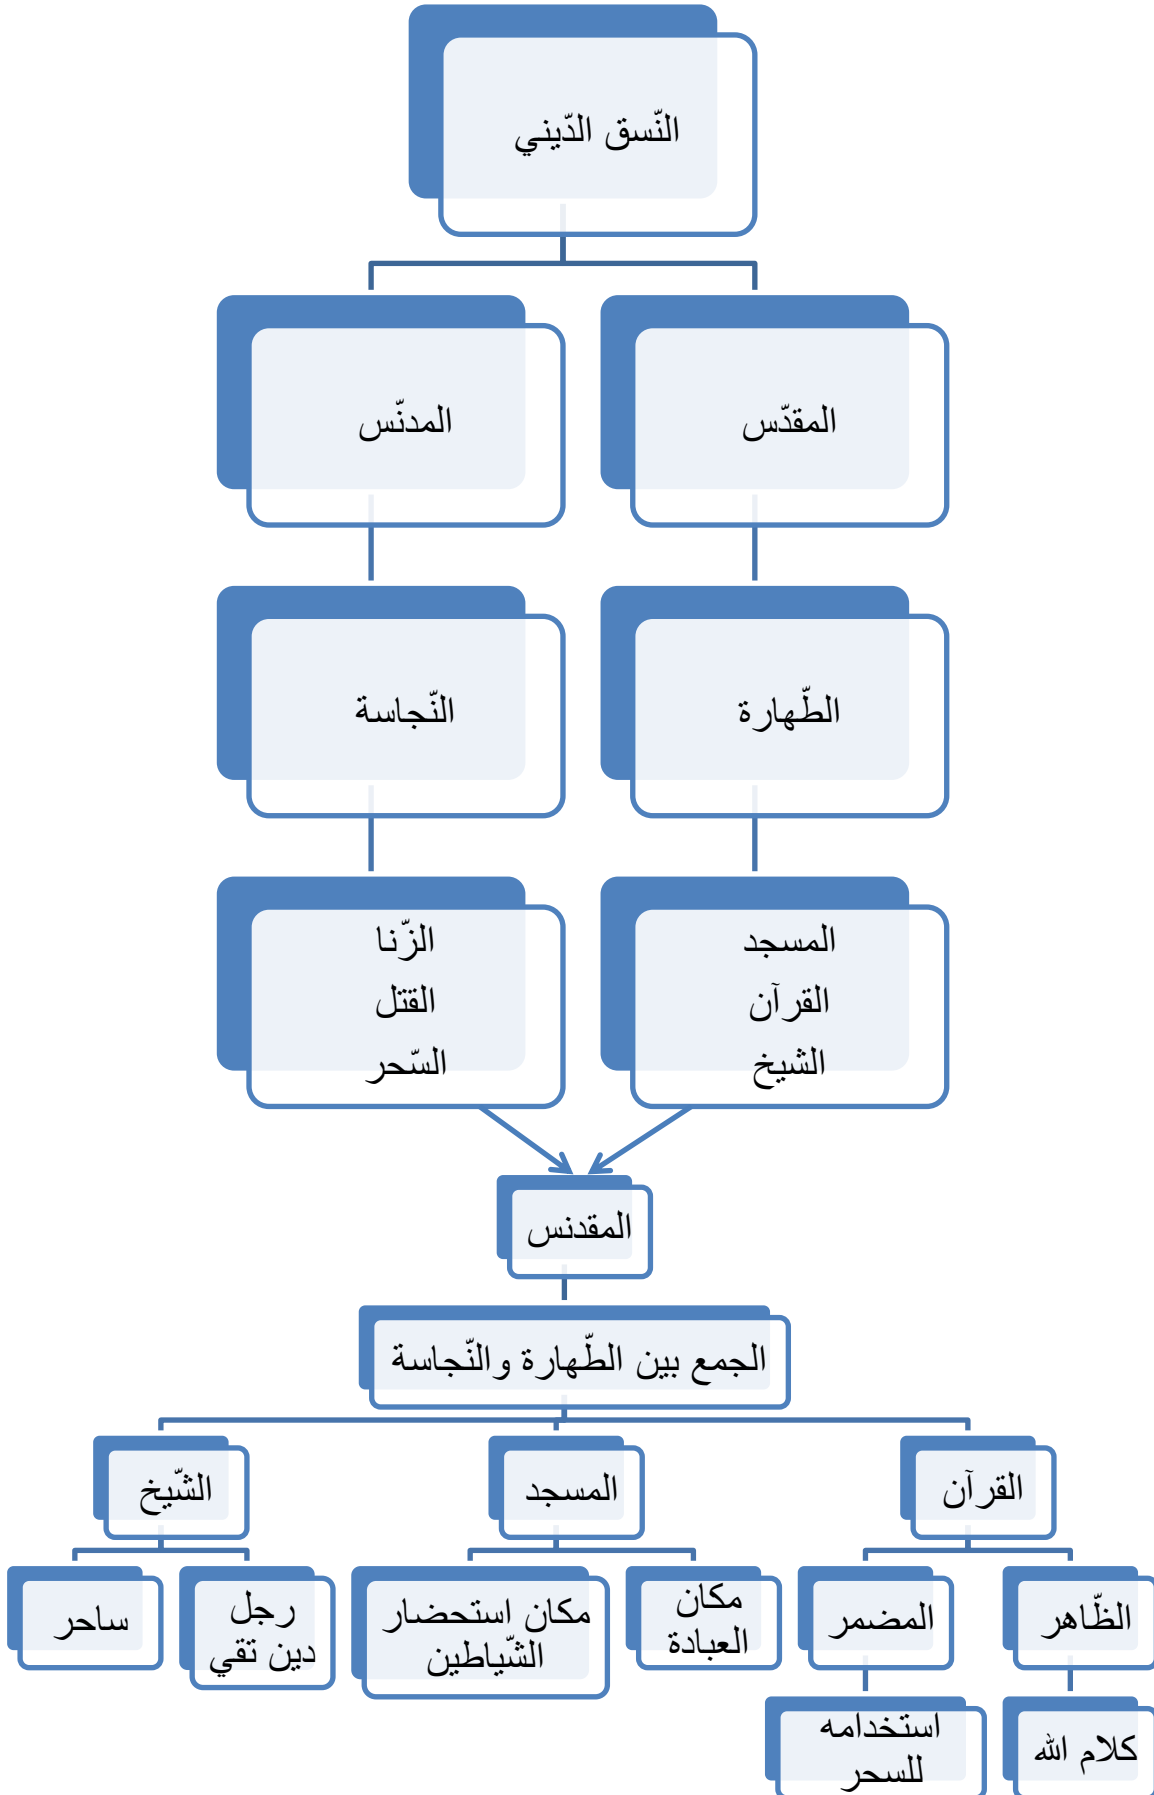 النّسق الدّيني
المقدّس
المدنّس
الطّهارة
النّجاسة
المسجد
القرآن
الشيخ
الزّنا
القتل
السّحر
المقدنس
الجمع بين الطّهارة والنّجاسة
القرآن
المسجد
الشّيخ
الظّاهر
المضمر
مكان
العبادة
مكان استحضار
الشّياطين
رجل
دين تقي
ساحر
كلام الله
استخدامه
للسحر